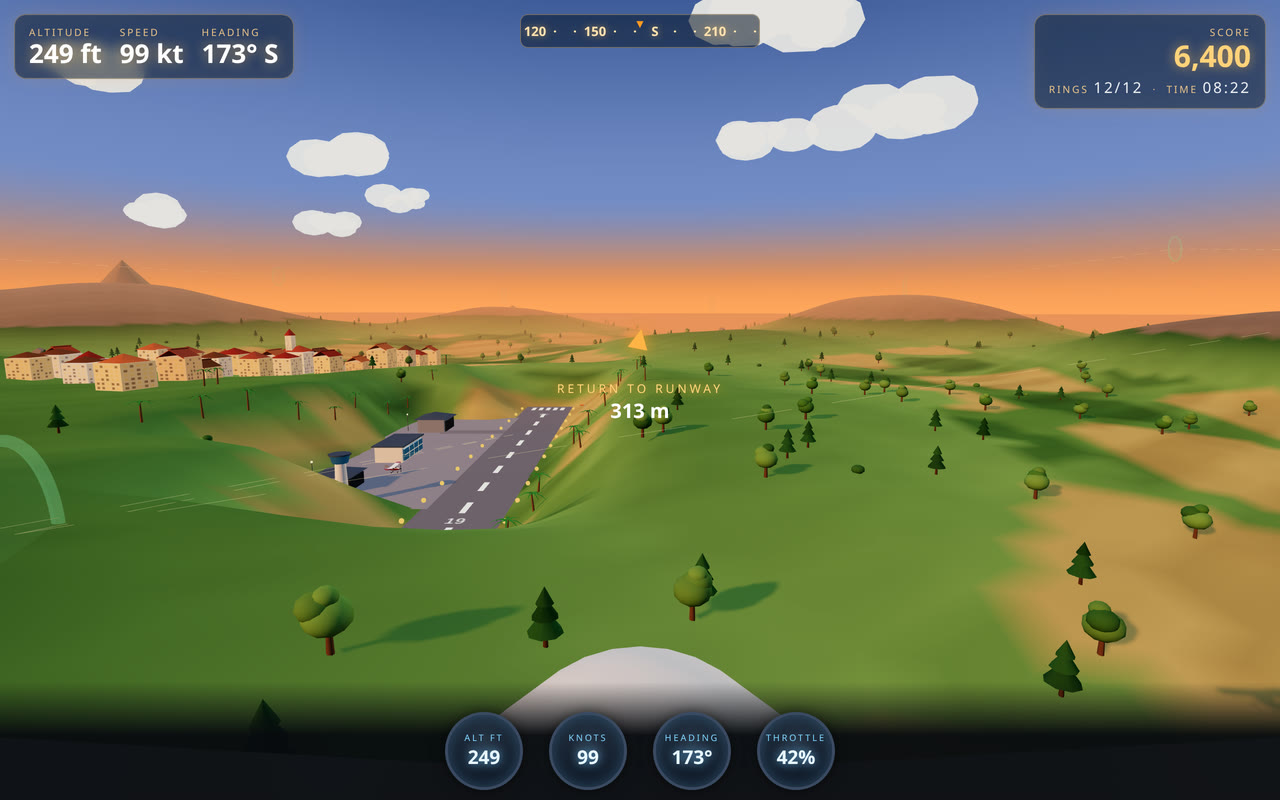 ALTITUDE SPEED HEADING
249 ft 99 kt 173° S
120 · · 150 · · S · · 210 · ·
SCORE
6,400
RINGS 12/12 · TIME 08:22
RETURN TO RUNWAY
313 m
19
ALT FT
249
KNOTS
99
HEADING
173°
THROTTLE
42%